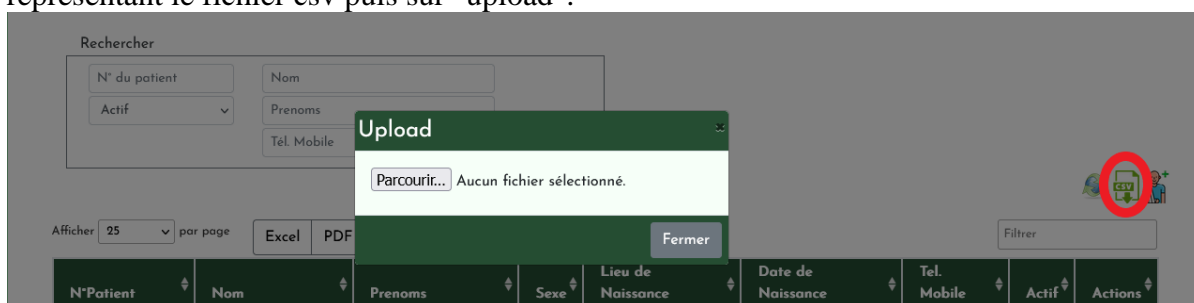 représentant le fichier csv puis sur "upload".
Rechercher
N° du patient
Nom
Actif
Prenoms
Tél. Mobile
Upload
×
Parcourir... Aucun fichier sélectionné.
CSV
Fermer
Afficher 25 par page
Excel PDF
Filtrer
N°Patient Nom Prenoms Sexe Lieu de Naissance Date de Naissance Tel. Mobile Actif Actions